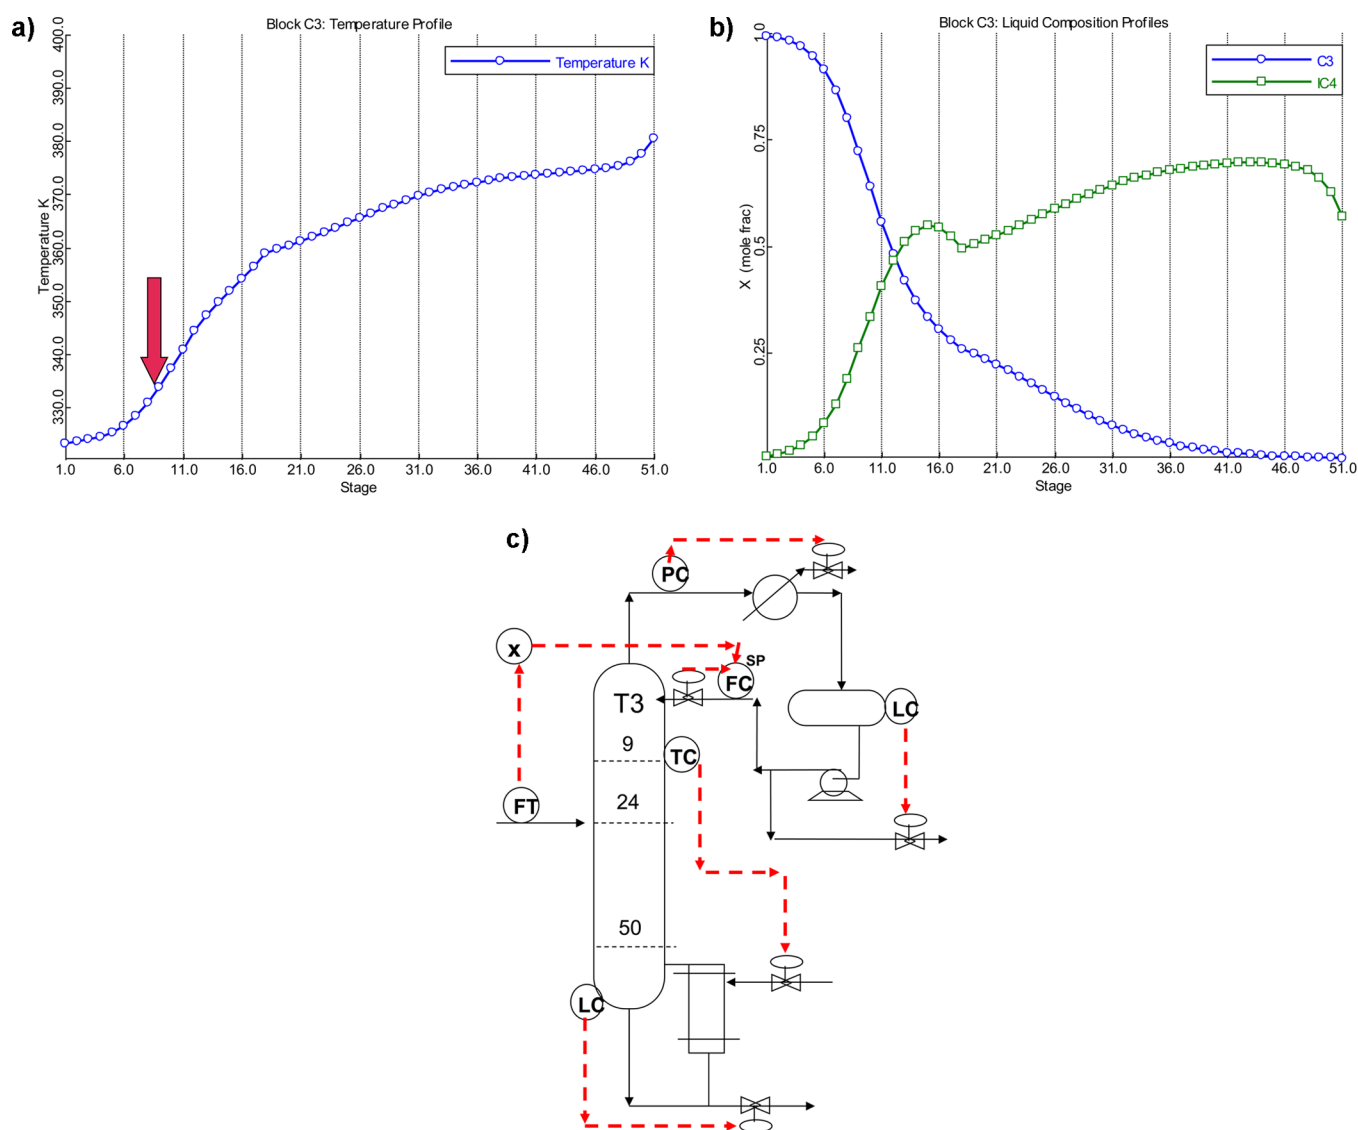 a)
Block C3: Temperature Profile
Temperature K
Temperature K
400.0
390.0
380.0
370.0
360.0
350.0
340.0
330.0
1.0 6.0 11.0 16.0 21.0 26.0 31.0 36.0 41.0 46.0 51.0
Stage
b)
Block C3: Liquid Composition Profiles
C3
IC4
X (mole frac)
1.0
0.75
0.5
0.25
1.0 6.0 11.0 16.0 21.0 26.0 31.0 36.0 41.0 46.0 51.0
Stage
c)
PC
X
SP
FC
T3
LC
9
TC
FT
24
50
LC